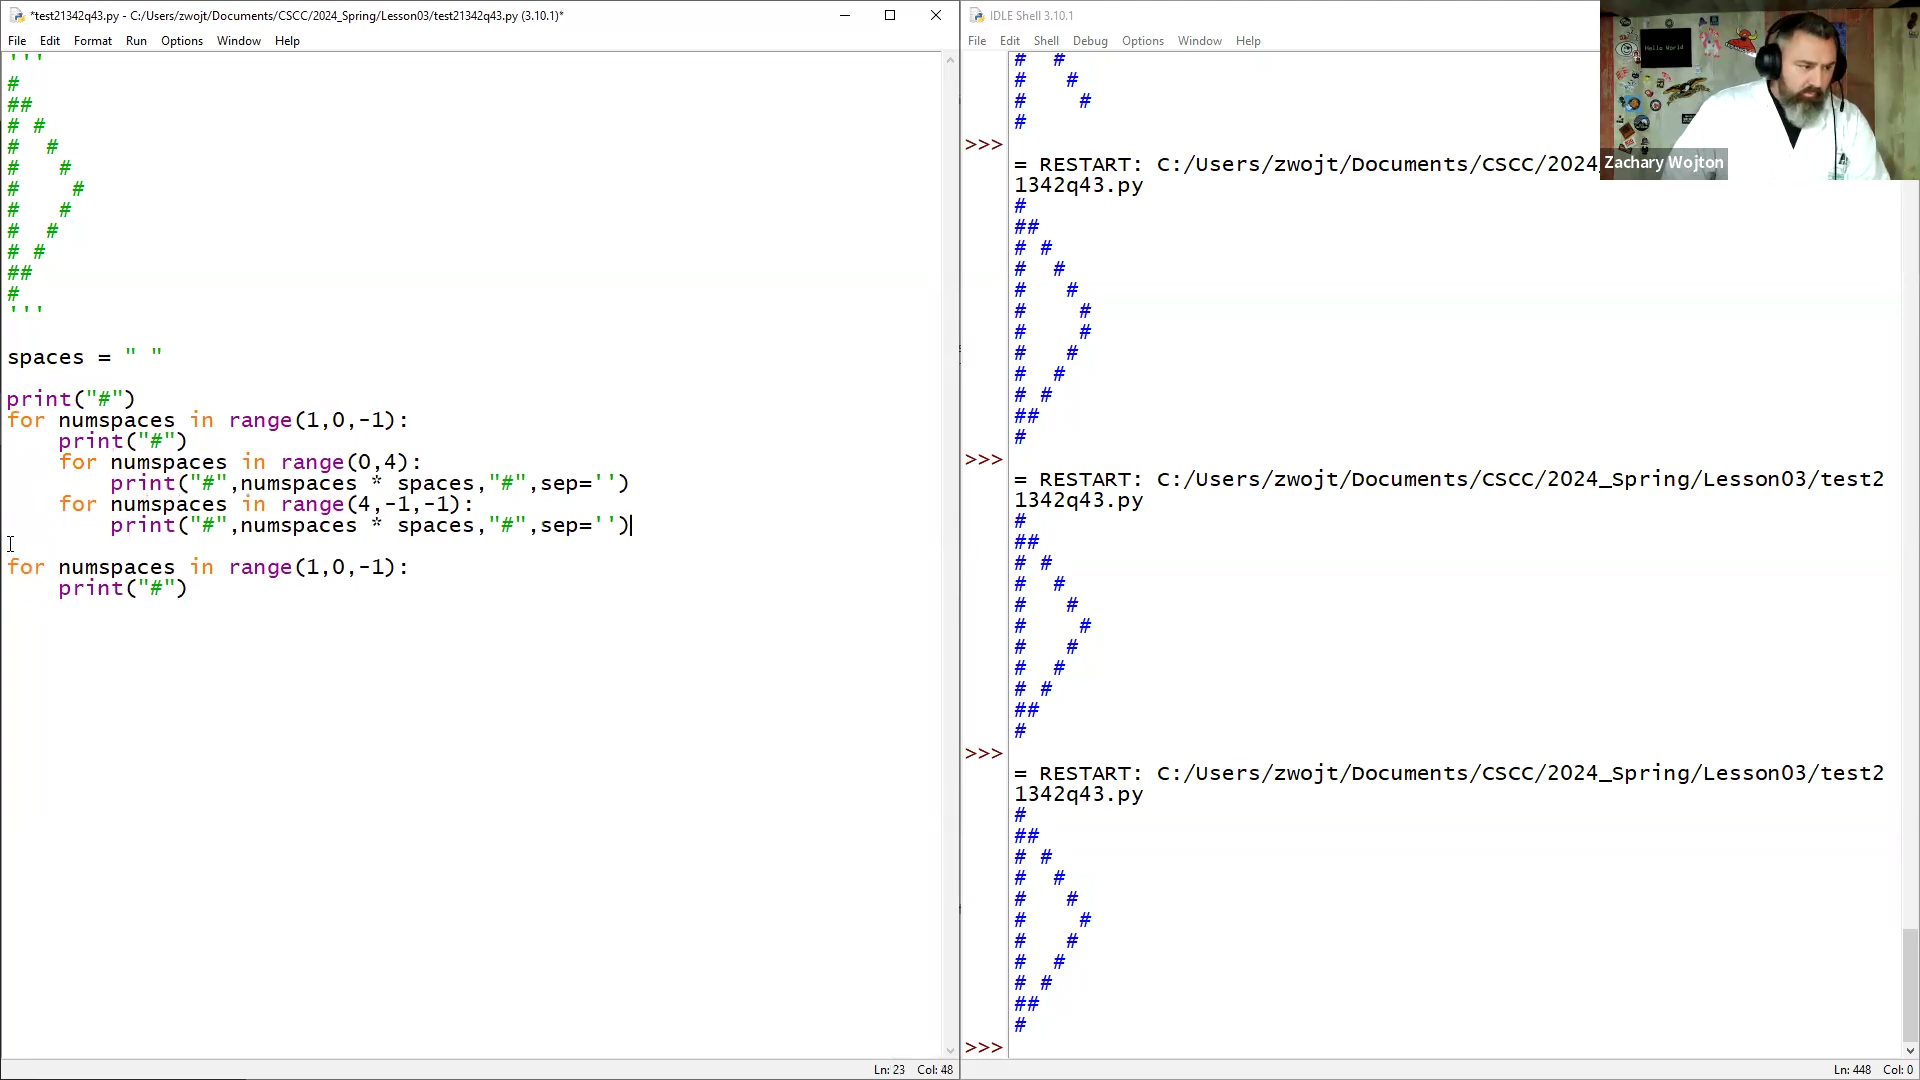 *test21342q43.py - C:/Users/zwojt/Documents/CSCC/2024_Spring/Lesson03/test21342q43.py (3.10.1)*
File Edit Format Run Options Window Help
'''
#
##
# #
#  #
#   #
#    #
#   #
#  #
# #
##
#
'''
spaces = " "
print("#")
for numspaces in range(1,0,-1):
    print("#")
    for numspaces in range(0,4):
        print("#",numspaces * spaces,"#",sep='')
    for numspaces in range(4,-1,-1):
        print("#",numspaces * spaces,"#",sep='')
for numspaces in range(1,0,-1):
    print("#")
Ln: 23 Col: 48
IDLE Shell 3.10.1
File Edit Shell Debug Options Window Help
#  #
#   #
#    #
#
>>>
= RESTART: C:/Users/zwojt/Documents/CSCC/2024_
1342q43.py
#
##
# #
#  #
#   #
#    #
#    #
#   #
#  #
# #
##
#
>>>
= RESTART: C:/Users/zwojt/Documents/CSCC/2024_Spring/Lesson03/test2
1342q43.py
#
##
# #
#  #
#   #
#    #
#   #
#  #
# #
##
#
>>>
= RESTART: C:/Users/zwojt/Documents/CSCC/2024_Spring/Lesson03/test2
1342q43.py
#
##
# #
#  #
#   #
#    #
#   #
#  #
# #
##
#
>>>
Ln: 448 Col: 0
Hello World
Zachary Wojton